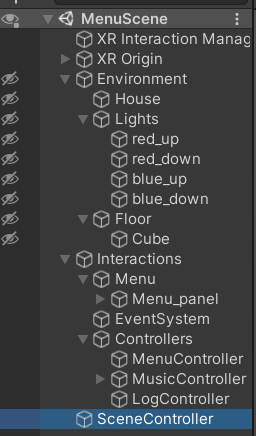 MenuScene
XR Interaction Manag
XR Origin
Environment
House
Lights
red_up
red_down
blue_up
blue_down
Floor
Cube
Interactions
Menu
Menu_panel
EventSystem
Controllers
MenuController
MusicController
LogController
SceneController